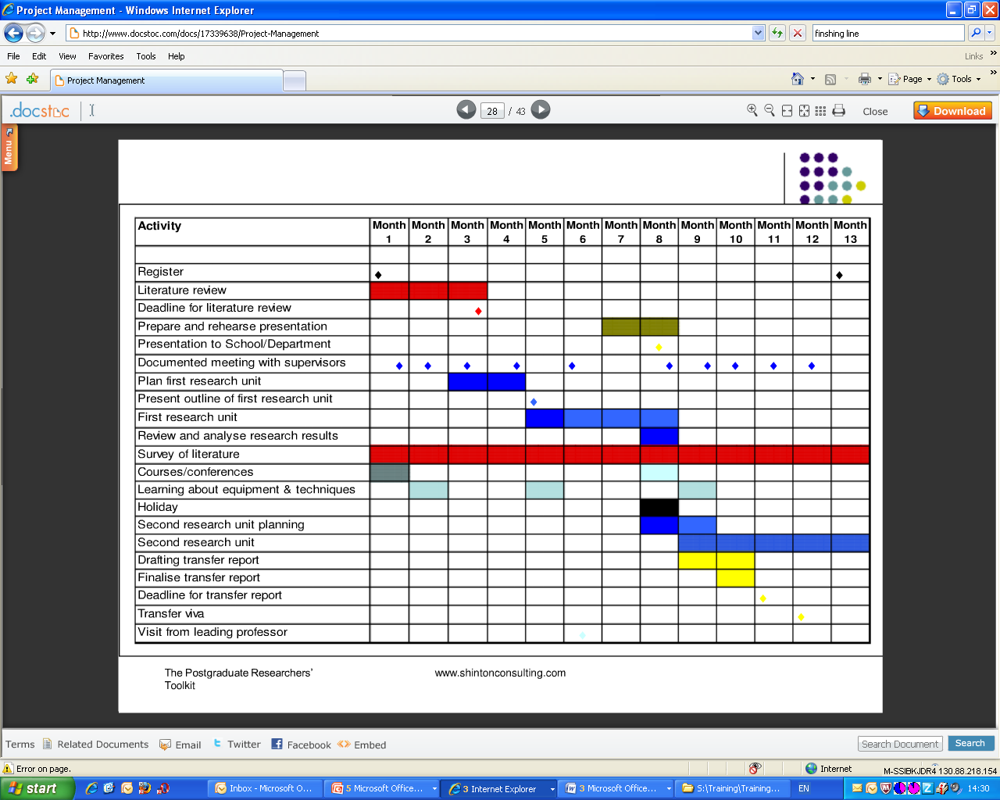 Project Management - Windows Internet Explorer
http://www.docstoc.com/docs/17339638/Project-Management
finshing line
File Edit View Favorites Tools Help
Links
Project Management
Page Tools
.docstoc
28 / 43
Close
Download
Menu
Activity Month 1 Month 2 Month 3 Month 4 Month 5 Month 6 Month 7 Month 8 Month 9 Month 10 Month 11 Month 12 Month 13
Register
Literature review
Deadline for literature review
Prepare and rehearse presentation
Presentation to School/Department
Documented meeting with supervisors
Plan first research unit
Present outline of first research unit
First research unit
Review and analyse research results
Survey of literature
Courses/conferences
Learning about equipment & techniques
Holiday
Second research unit planning
Second research unit
Drafting transfer report
Finalise transfer report
Deadline for transfer report
Transfer viva
Visit from leading professor
The Postgraduate Researchers' www.shintonconsulting.com
Toolkit
Terms Related Documents Email Twitter Facebook Embed
Search Document Search
Error on page.
Internet
M-SSIBKJDR4 130.88.218.154
start
Inbox - Microsoft O...
5 Microsoft Office...
3 Internet Explorer
3 Microsoft Office...
S:\Training\Training...
EN
14:30